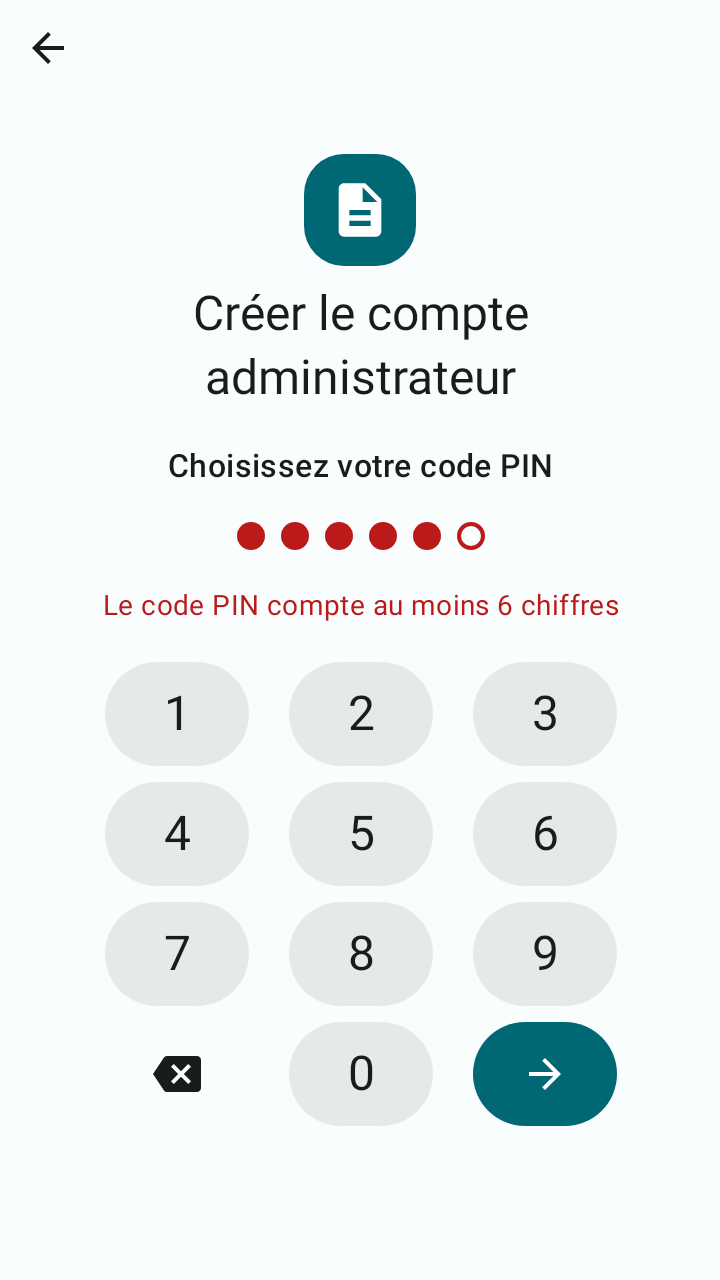 Créer le compte
administrateur
Choisissez votre code PIN
Le code PIN compte au moins 6 chiffres
1 2 3
4 5 6
7 8 9
0